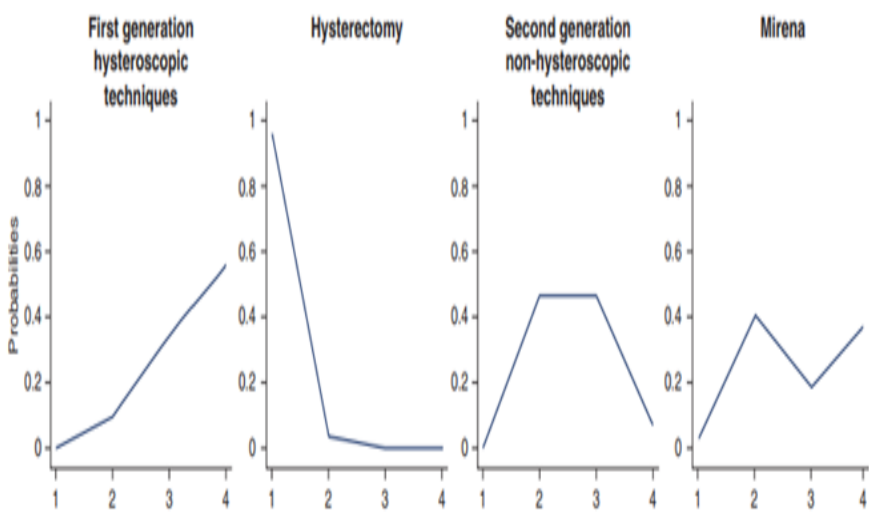 First generation
hysteroscopic
techniques
Hysterectomy
Second generation
non-hysteroscopic
techniques
Mirena
Probabilities
1
0.8
0.6
0.4
0.2
0
1 2 3 4
1
0.8
0.6
0.4
0.2
0
1 2 3 4
1
0.8
0.6
0.4
0.2
0
1 2 3 4
1
0.8
0.6
0.4
0.2
0
1 2 3 4